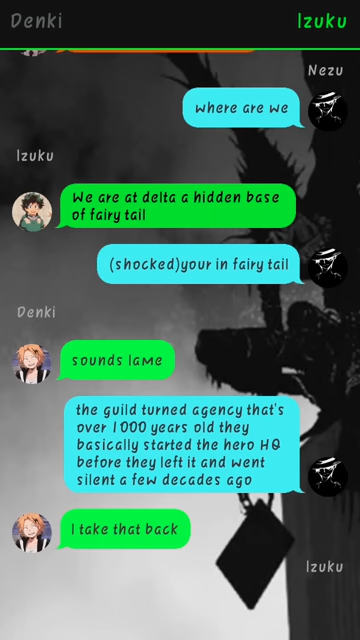 Denki
Izuku
Nezu
where are we
Izuku
We are at delta a hidden base
of fairy tail
(shocked)your in fairy tail
Denki
sounds lame
the guild turned agency that's
over 1000 years old they
basically started the hero HQ
before they left it and went
silent a few decades ago
I take that back
Izuku